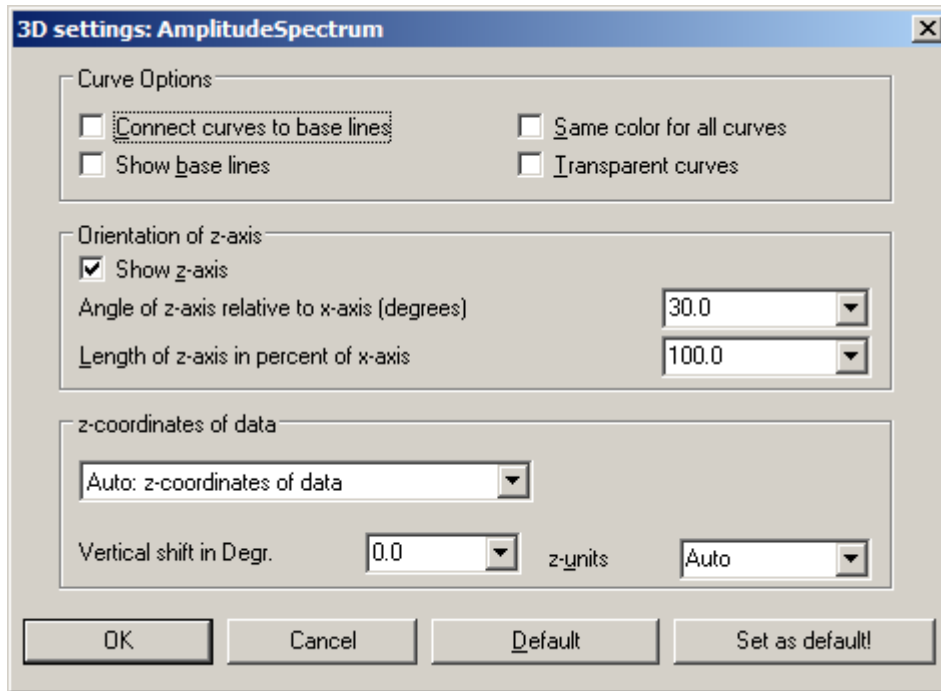 3D settings: AmplitudeSpectrum
Curve Options
Connect curves to base lines
Same color for all curves
Show base lines
Transparent curves
Orientation of z-axis
Show z-axis
Angle of z-axis relative to x-axis (degrees)
30.0
Length of z-axis in percent of x-axis
100.0
z-coordinates of data
Auto: z-coordinates of data
Vertical shift in Degr.
0.0
z-units
Auto
OK
Cancel
Default
Set as default!